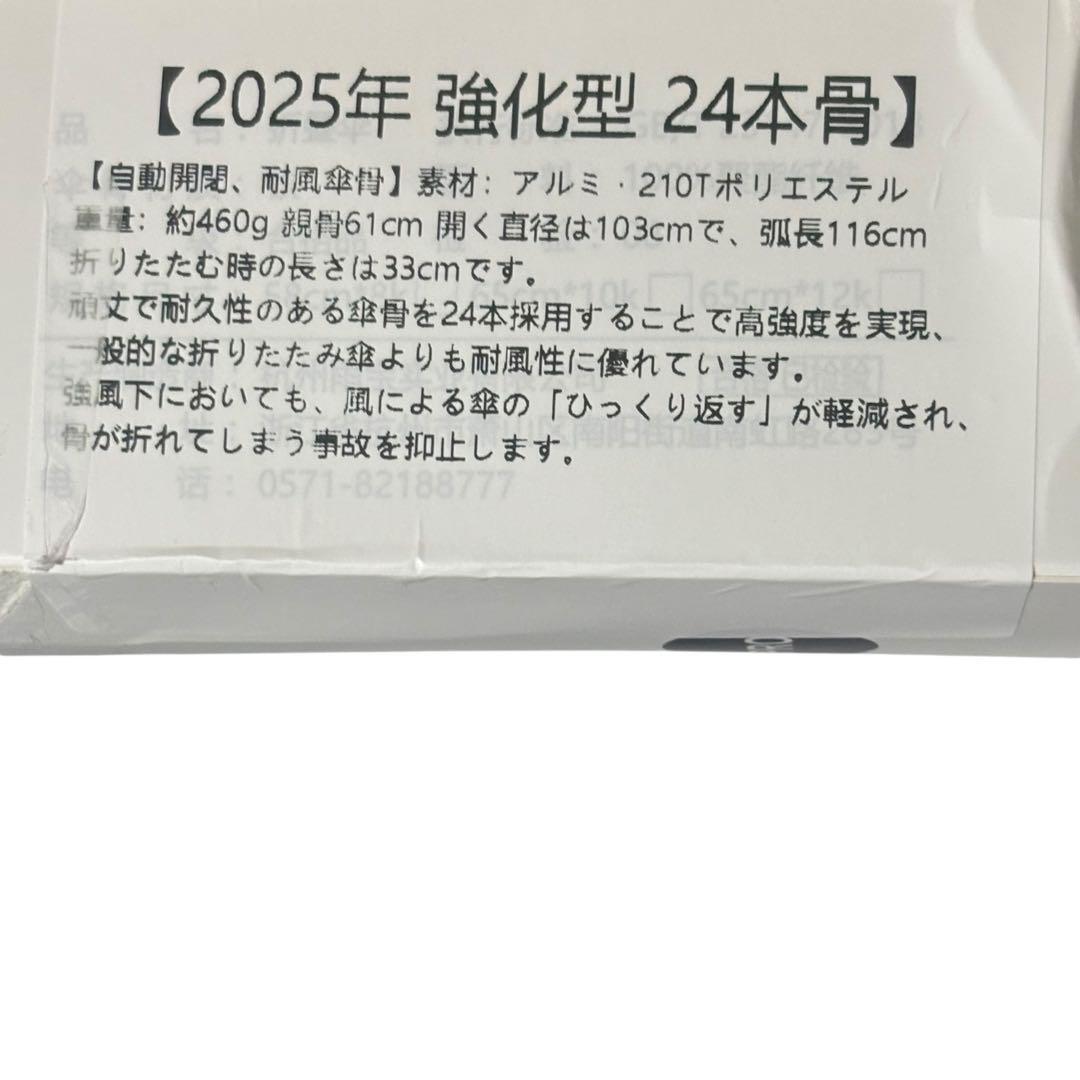 【2025年 強化型 24本骨】
【自動開閉、耐風傘骨】素材：アルミ・210Tポリエステル
重量：約460g 親骨61cm 開く直径は103cmで、弧長116cm
折りたたむ時の長さは33cmです。
頑丈で耐久性のある傘骨を24本採用することで高強度を実現、
一般的な折りたたみ傘よりも耐風性に優れています。
強風下においても、風による傘の「ひっくり返す」が軽減され、
骨が折れてしまう事故を抑止します。
电 话：0571-82188777